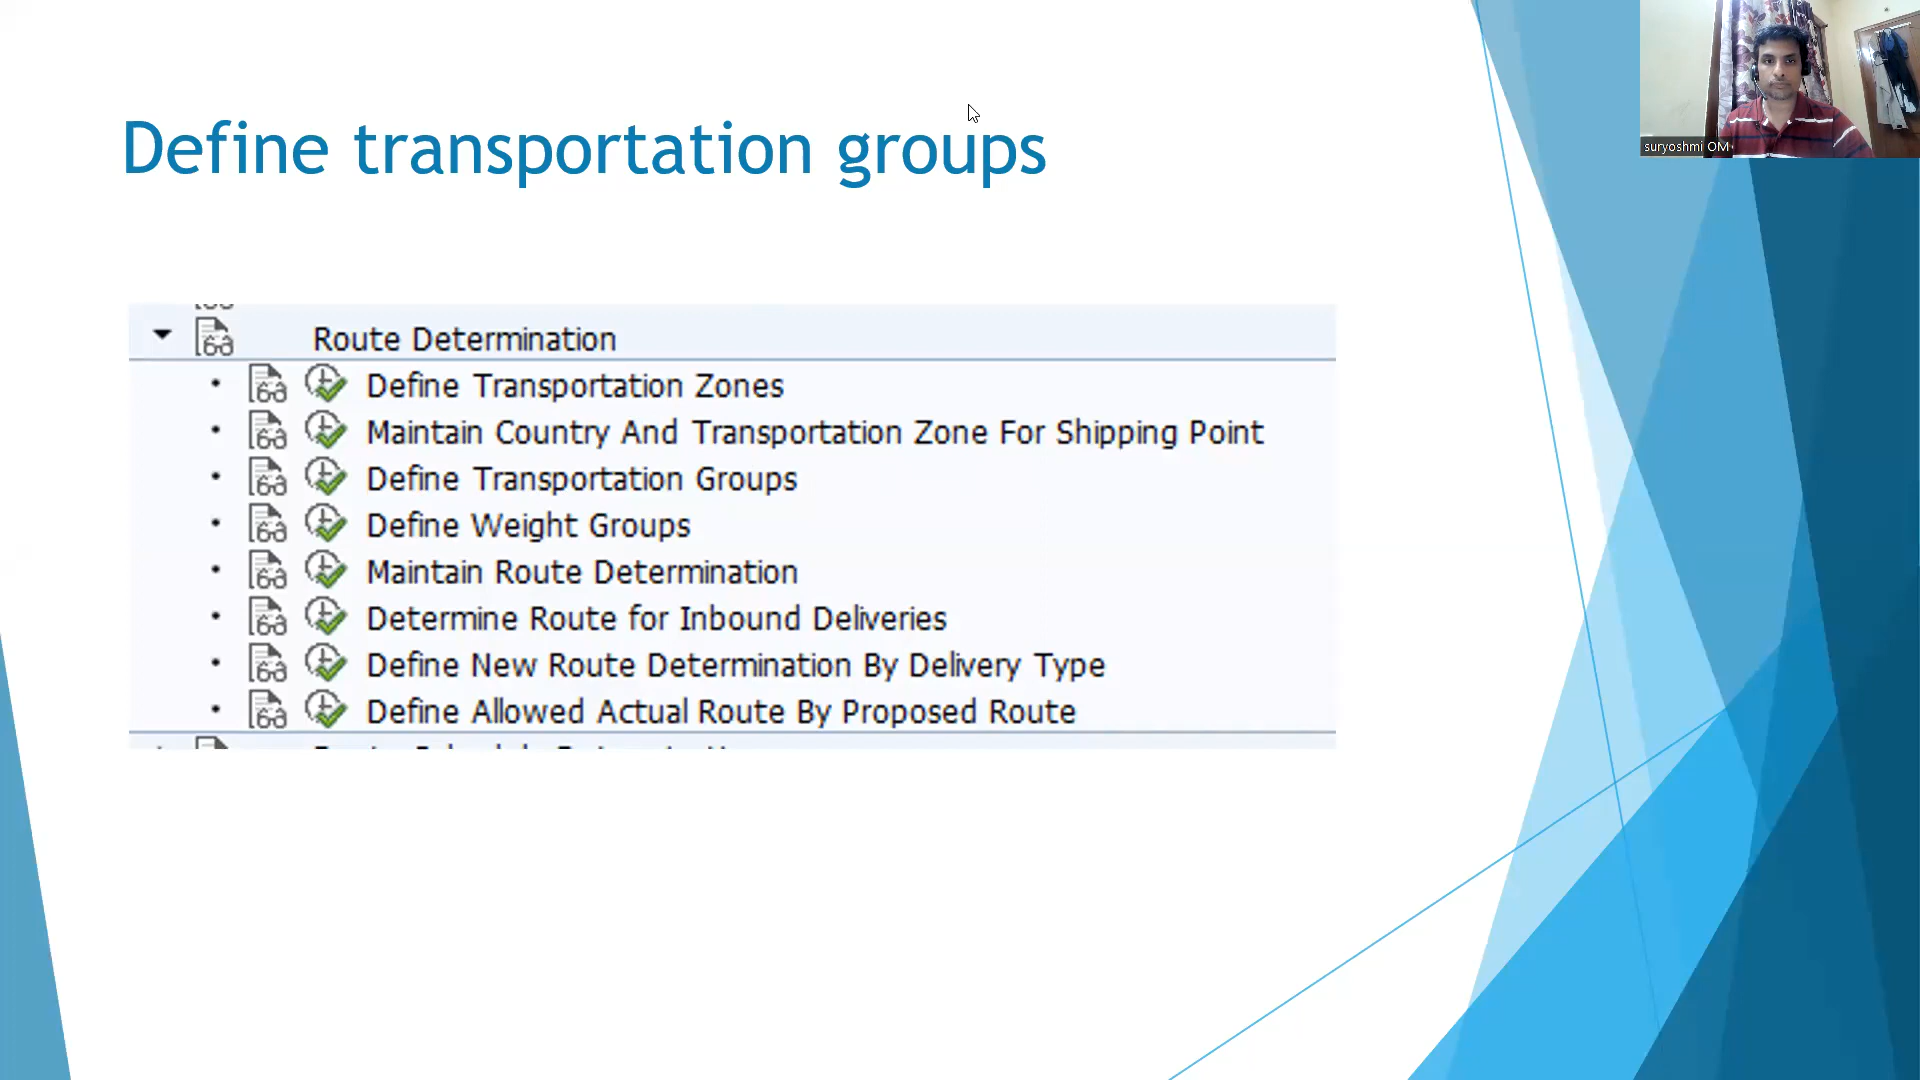 suryoshmi OM
Define transportation groups
Route Determination
Define Transportation Zones
Maintain Country And Transportation Zone For Shipping Point
Define Transportation Groups
Define Weight Groups
Maintain Route Determination
Determine Route for Inbound Deliveries
Define New Route Determination By Delivery Type
Define Allowed Actual Route By Proposed Route